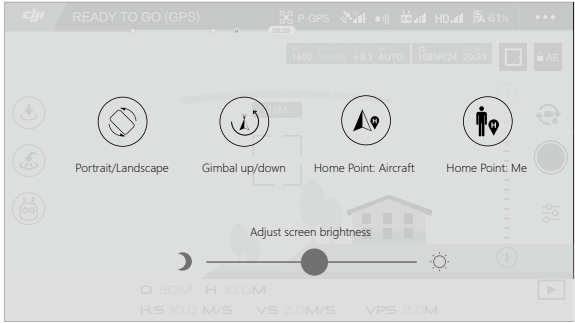 dji READY TO GO (GPS) P-GPS HD 61%
1600 +0.3 AUTO 1080P/24 20:33 AE
Portrait/Landscape Gimbal up/down Home Point: Aircraft Home Point: Me
Adjust screen brightness
D 30M H 10.0M
H.S 10.0 M/S VS 2.0M/S VPS 2.0M